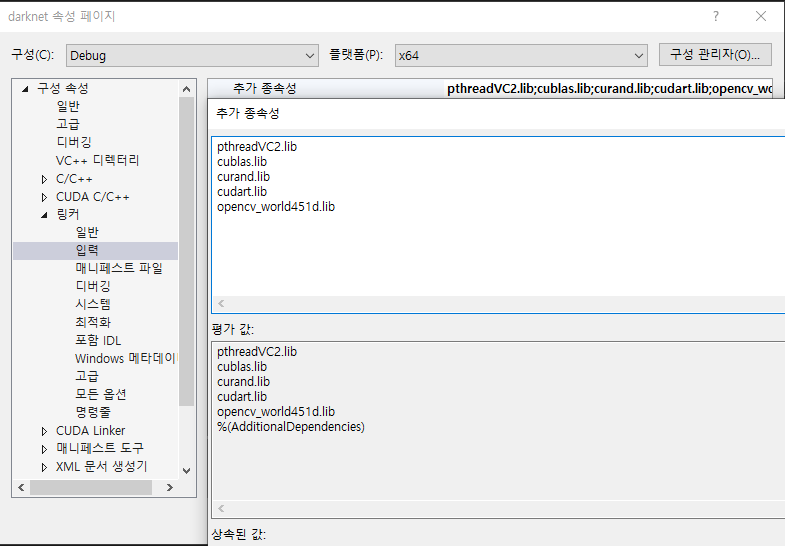 darknet 속성 페이지
구성(C): Debug 플랫폼(P): x64 구성 관리자(O)...
구성 속성
일반
고급
디버깅
VC++ 디렉터리
C/C++
CUDA C/C++
링커
일반
입력
매니페스트 파일
디버깅
시스템
최적화
포함 IDL
Windows 메타데이
고급
모든 옵션
명령줄
CUDA Linker
매니페스트 도구
XML 문서 생성기
추가 종속성 pthreadVC2.lib;cublas.lib;curand.lib;cudart.lib;opencv_wo
추가 종속성
pthreadVC2.lib
cublas.lib
curand.lib
cudart.lib
opencv_world451d.lib
평가 값:
pthreadVC2.lib
cublas.lib
curand.lib
cudart.lib
opencv_world451d.lib
%(AdditionalDependencies)
상속된 값: